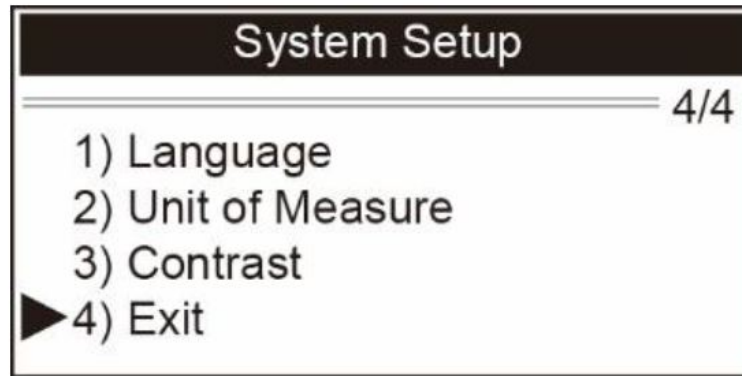 System Setup
4/4
1) Language
2) Unit of Measure
3) Contrast
4) Exit